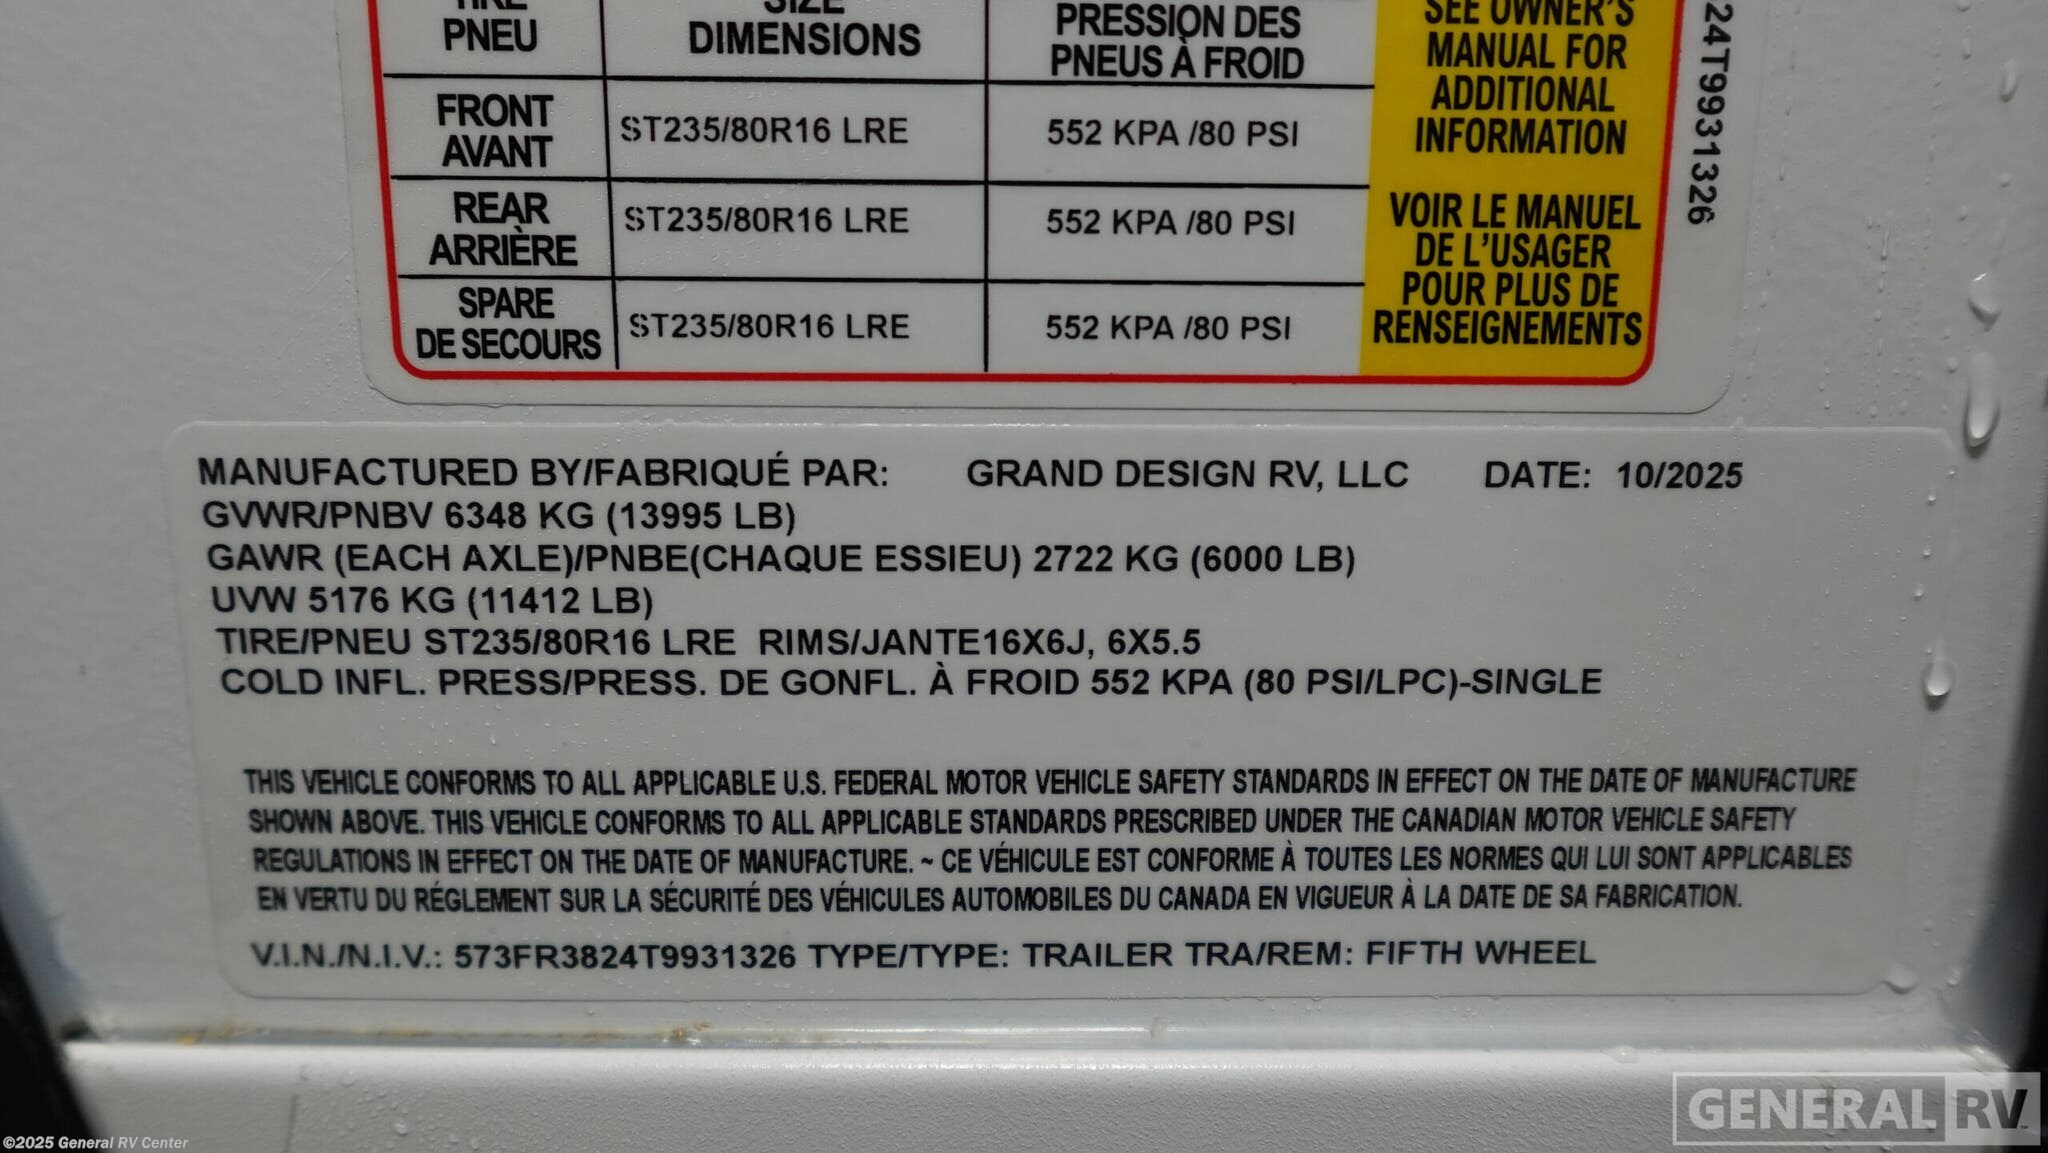 TIRE SIZE
PNEU DIMENSIONS PRESSION DES
PNEUS À FROID
FRONT
AVANT ST235/80R16 LRE 552 KPA /80 PSI
REAR
ARRIÈRE ST235/80R16 LRE 552 KPA /80 PSI
SPARE
DE SECOURS ST235/80R16 LRE 552 KPA /80 PSI
SEE OWNER'S
MANUAL FOR
ADDITIONAL
INFORMATION
VOIR LE MANUEL
DE L'USAGER
POUR PLUS DE
RENSEIGNEMENTS
24T9931326
MANUFACTURED BY/FABRIQUÉ PAR: GRAND DESIGN RV, LLC DATE: 10/2025
GVWR/PNBV 6348 KG (13995 LB)
GAWR (EACH AXLE)/PNBE(CHAQUE ESSIEU) 2722 KG (6000 LB)
UVW 5176 KG (11412 LB)
TIRE/PNEU ST235/80R16 LRE RIMS/JANTE16X6J, 6X5.5
COLD INFL. PRESS/PRESS. DE GONFL. À FROID 552 KPA (80 PSI/LPC)-SINGLE
THIS VEHICLE CONFORMS TO ALL APPLICABLE U.S. FEDERAL MOTOR VEHICLE SAFETY STANDARDS IN EFFECT ON THE DATE OF MANUFACTURE
SHOWN ABOVE. THIS VEHICLE CONFORMS TO ALL APPLICABLE STANDARDS PRESCRIBED UNDER THE CANADIAN MOTOR VEHICLE SAFETY
REGULATIONS IN EFFECT ON THE DATE OF MANUFACTURE. ~ CE VÉHICULE EST CONFORME À TOUTES LES NORMES QUI LUI SONT APPLICABLES
EN VERTU DU RÉGLEMENT SUR LA SÉCURITÉ DES VÉHICULES AUTOMOBILES DU CANADA EN VIGUEUR À LA DATE DE SA FABRICATION.
V.I.N./N.I.V.: 573FR3824T9931326 TYPE/TYPE: TRAILER TRA/REM: FIFTH WHEEL
GENERAL RV
©2025 General RV Center